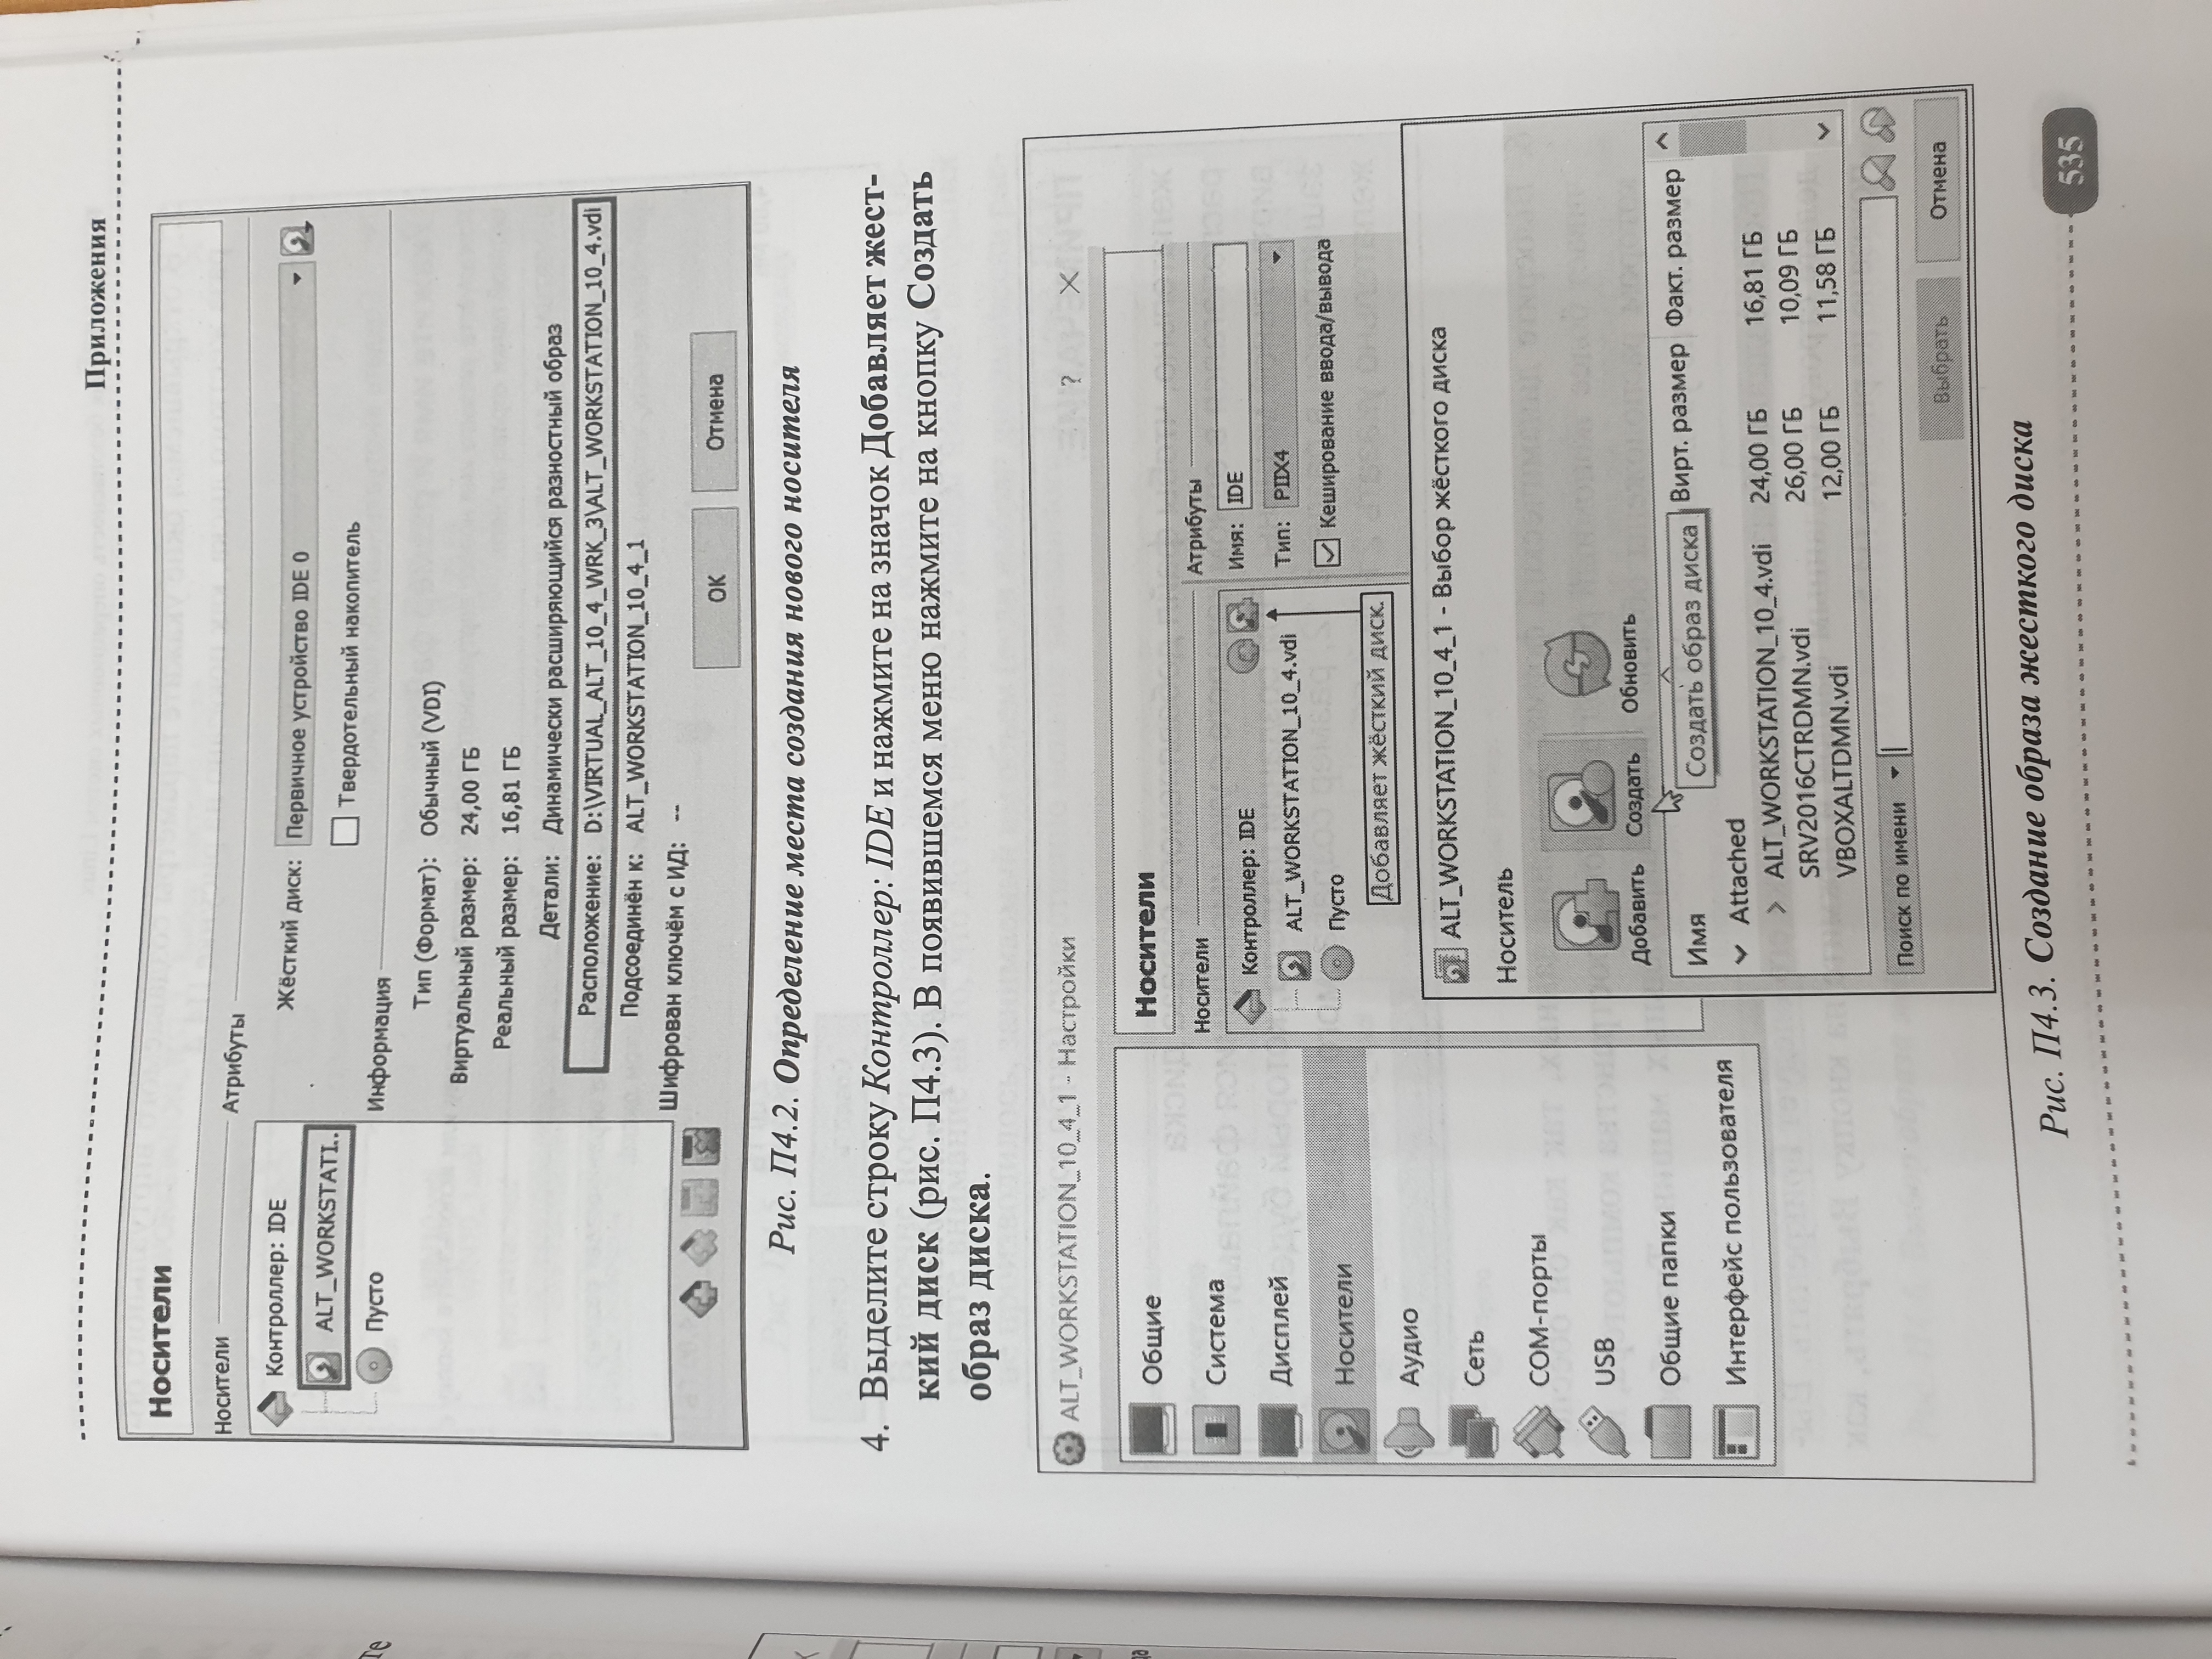 Приложения
Носители
Носители
Атрибуты
Контроллер: IDE
ALT_WORKSTATI..
Пусто
Жёсткий диск: Первичное устройство IDE 0
Твердотельный накопитель
Информация
Тип (Формат): Обычный (VDI)
Виртуальный размер: 24,00 ГБ
Реальный размер: 16,81 ГБ
Детали: Динамически расширяющийся разностный образ
Расположение: D:\VIRTUAL_ALT_10_4_WRK_3\ALT_WORKSTATION_10_4.vdi
Подсоединён к: ALT_WORKSTATION_10_4_1
Шифрован ключём с ИД: --
OK
Отмена
Рис. П4.2. Определение места создания нового носителя
4. Выделите строку Контроллер: IDE и нажмите на значок Добавляет жест-
кий диск (рис. П4.3). В появившемся меню нажмите на кнопку Создать
образ диска.
ALT_WORKSTATION_10_4_1 - Настройки ? ×
Общие
Система
Дисплей
Носители
Аудио
Сеть
COM-порты
USB
Общие папки
Интерфейс пользователя
Носители
Носители
Атрибуты
Контроллер: IDE
ALT_WORKSTATION_10_4.vdi
Пусто
Добавляет жёсткий диск.
Имя: IDE
Тип: PIIX4
Кеширование ввода/вывода
ALT_WORKSTATION_10_4_1 - Выбор жёсткого диска
Носитель
Добавить
Создать
Обновить
Создать образ диска
Имя
Вирт. размер
Факт. размер
Attached
ALT_WORKSTATION_10_4.vdi 24,00 ГБ 16,81 ГБ
SRV2016CTRDMN.vdi 26,00 ГБ 10,09 ГБ
VBOXALTDMN.vdi 12,00 ГБ 11,58 ГБ
Поиск по имени
Выбрать
Отмена
Рис. П4.3. Создание образа жесткого диска
535